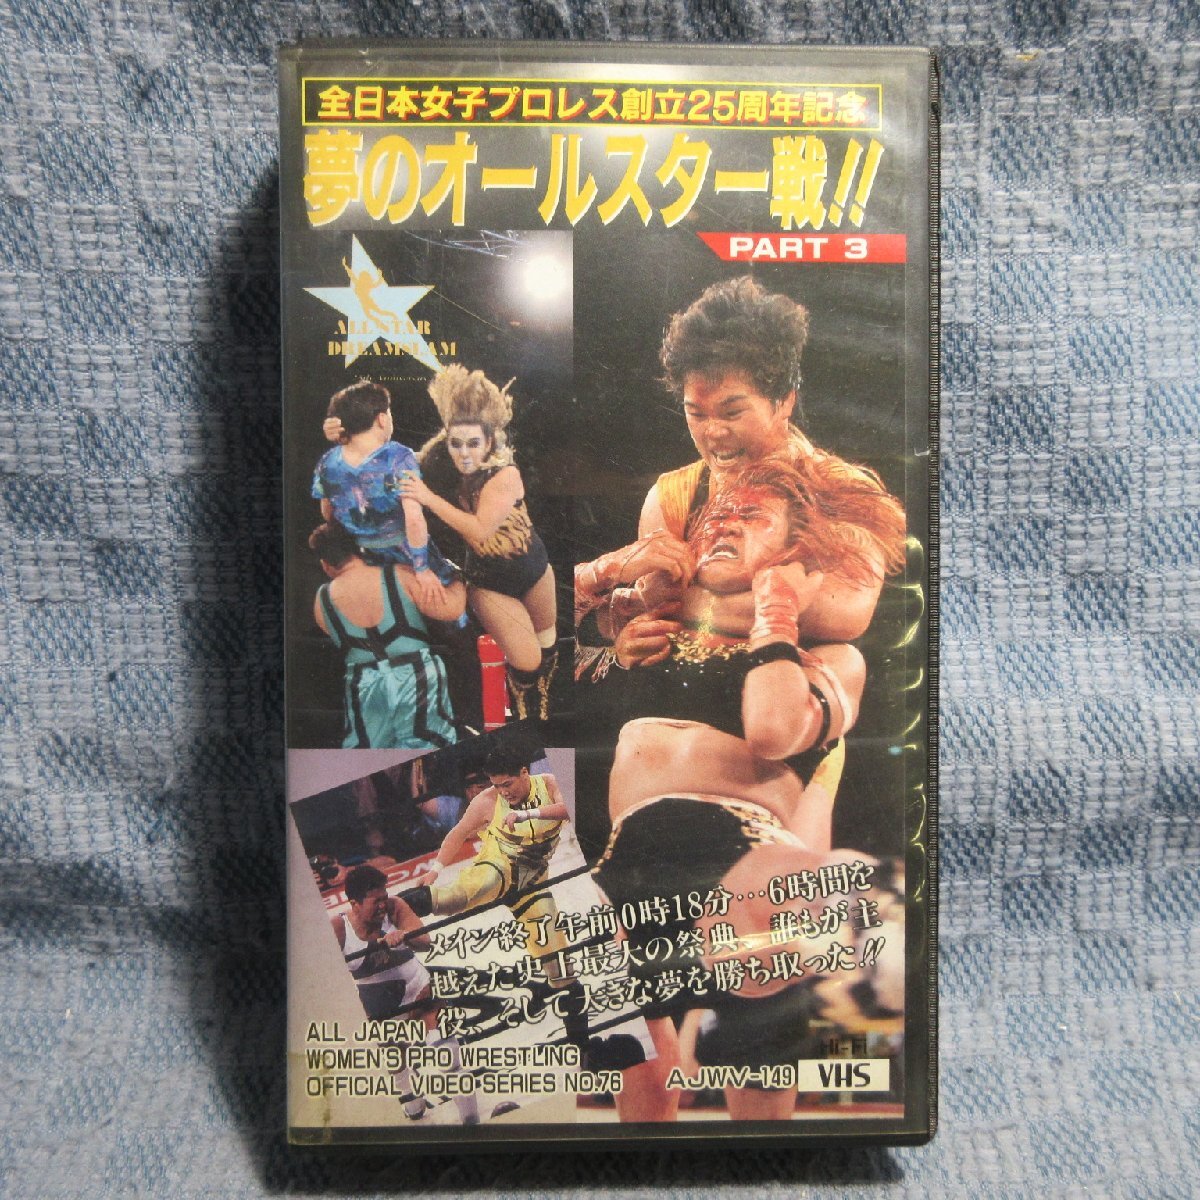 全日本女子プロレス創立25周年記念
夢のオールスター戦!!
PART 3
ALL STAR
DREAMSLAM
メイン終了午前0時18分…6時間を
越えた史上最大の祭典、誰もが主
役、そして大きな夢を勝ち取った!!
ALL JAPAN
WOMEN'S PRO WRESTLING
OFFICIAL VIDEO SERIES NO.76
AJWV-149
Hi-Fi
VHS